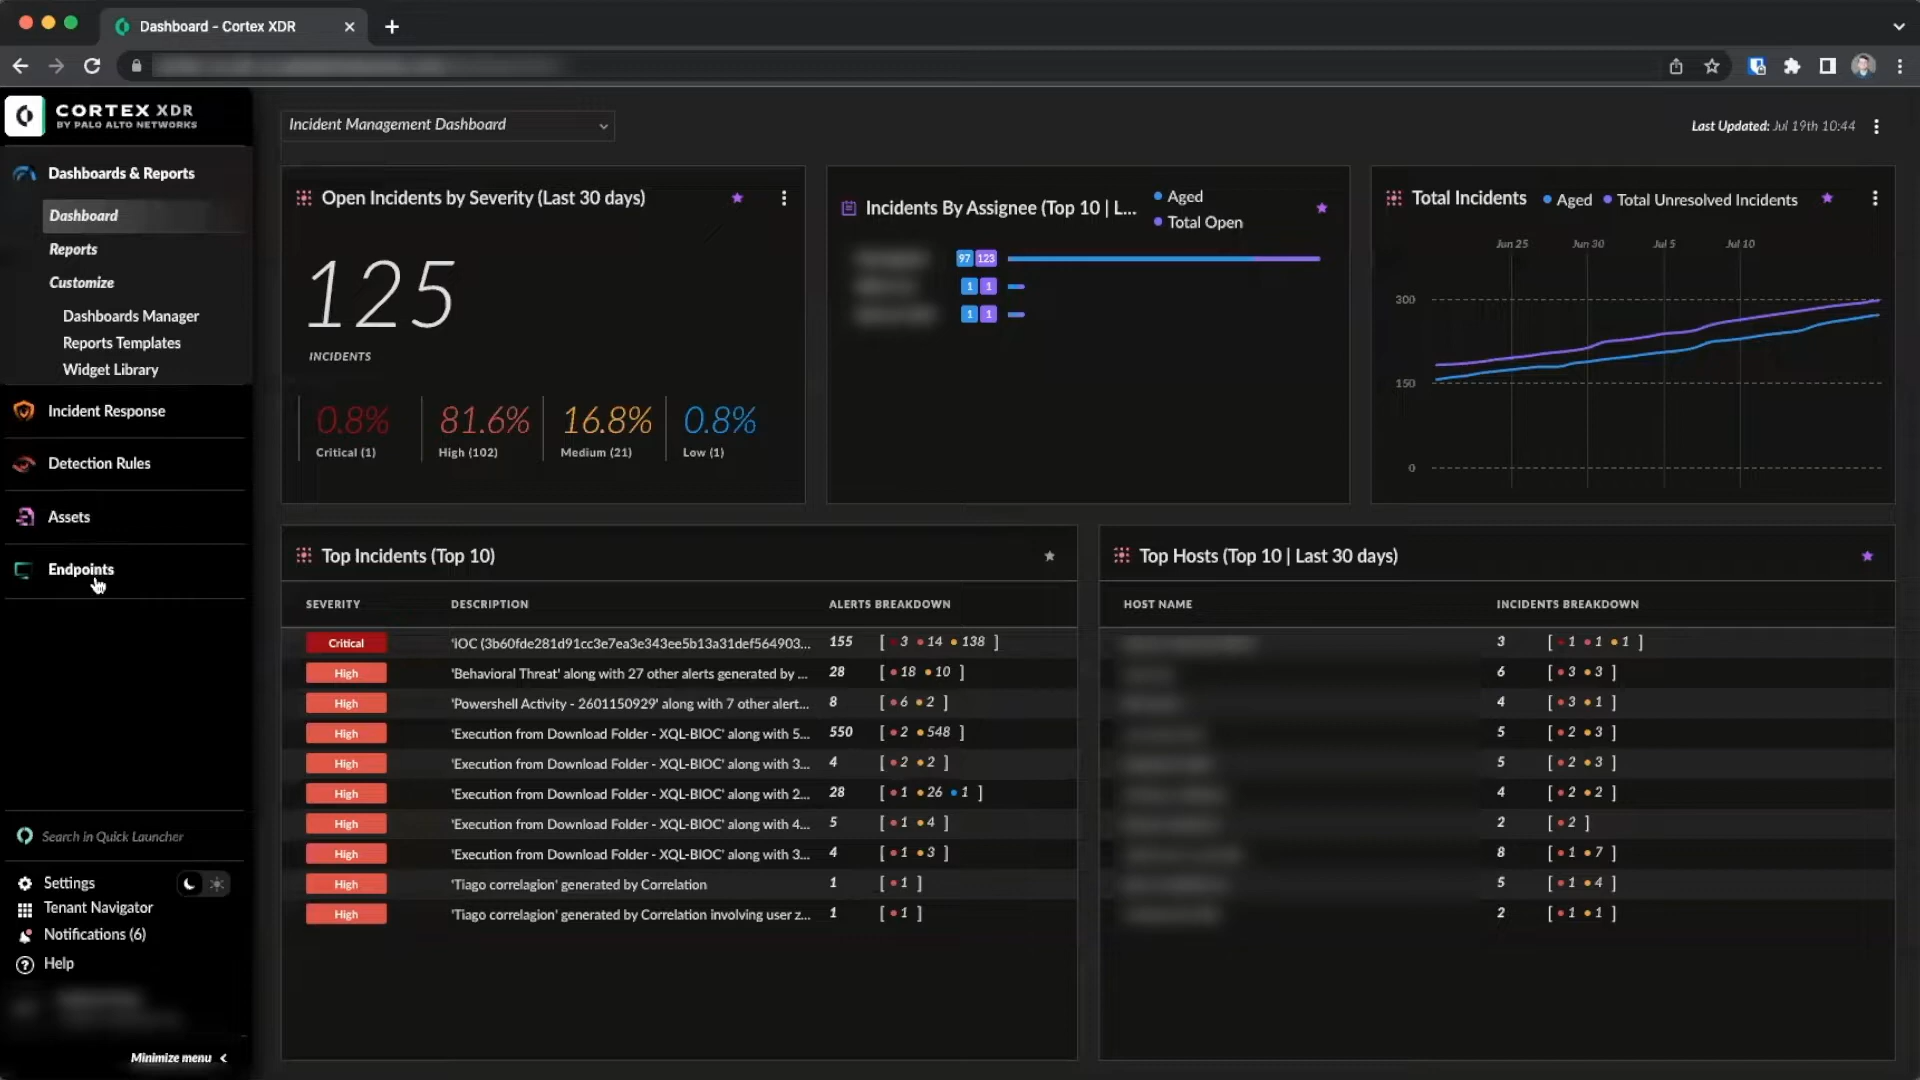 Dashboard - Cortex XDR
CORTEX XDR
BY PALO ALTO NETWORKS
Dashboards & Reports
Dashboard
Reports
Customize
Dashboards Manager
Reports Templates
Widget Library
Incident Response
Detection Rules
Assets
Endpoints
Search in Quick Launcher
Settings
Tenant Navigator
Notifications (6)
Help
Minimize menu
Incident Management Dashboard
Last Updated: Jul 19th 10:44
Open Incidents by Severity (Last 30 days)
125
INCIDENTS
0.8% 81.6% 16.8% 0.8%
Critical (1) High (102) Medium (21) Low (1)
Incidents By Assignee (Top 10 | L...
Aged
Total Open
97 123
1 1
1 1
Total Incidents Aged Total Unresolved Incidents
Jun 25 Jun 30 Jul 5 Jul 10
300
150
0
Top Incidents (Top 10)
SEVERITY DESCRIPTION ALERTS BREAKDOWN
Critical 'IOC (3b60fde281d91cc3e7ea3e343ee5b13a31def564903... 155 [ 3 14 138 ]
High 'Behavioral Threat' along with 27 other alerts generated by ... 28 [ 18 10 ]
High 'Powershell Activity - 2601150929' along with 7 other alert... 8 [ 6 2 ]
High 'Execution from Download Folder - XQL-BIOC' along with 5... 550 [ 2 548 ]
High 'Execution from Download Folder - XQL-BIOC' along with 3... 4 [ 2 2 ]
High 'Execution from Download Folder - XQL-BIOC' along with 2... 28 [ 1 26 1 ]
High 'Execution from Download Folder - XQL-BIOC' along with 4... 5 [ 1 4 ]
High 'Execution from Download Folder - XQL-BIOC' along with 3... 4 [ 1 3 ]
High 'Tiago correlagion' generated by Correlation 1 [ 1 ]
High 'Tiago correlagion' generated by Correlation involving user z... 1 [ 1 ]
Top Hosts (Top 10 | Last 30 days)
HOST NAME INCIDENTS BREAKDOWN
3 [ 1 1 1 ]
6 [ 3 3 ]
4 [ 3 1 ]
5 [ 2 3 ]
5 [ 2 3 ]
4 [ 2 2 ]
2 [ 2 ]
8 [ 1 7 ]
5 [ 1 4 ]
2 [ 1 1 ]